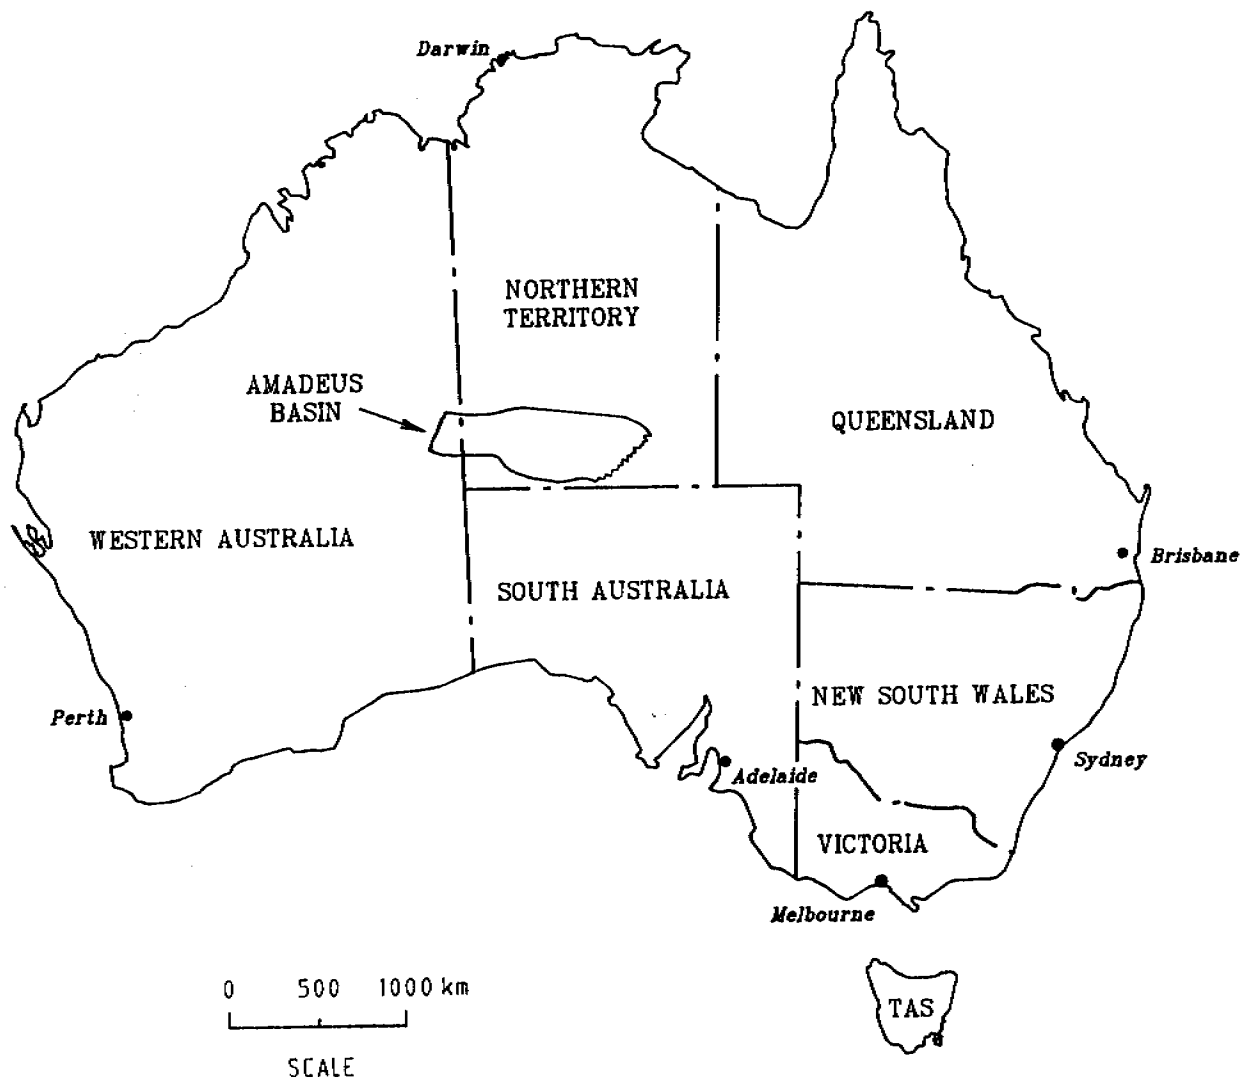 Darwin
NORTHERN
TERRITORY
AMADEUS
BASIN
QUEENSLAND
WESTERN AUSTRALIA
Brisbane
SOUTH AUSTRALIA
NEW SOUTH WALES
Perth
Sydney
Adelaide
VICTORIA
Melbourne
0 500 1000 km
TAS
SCALE